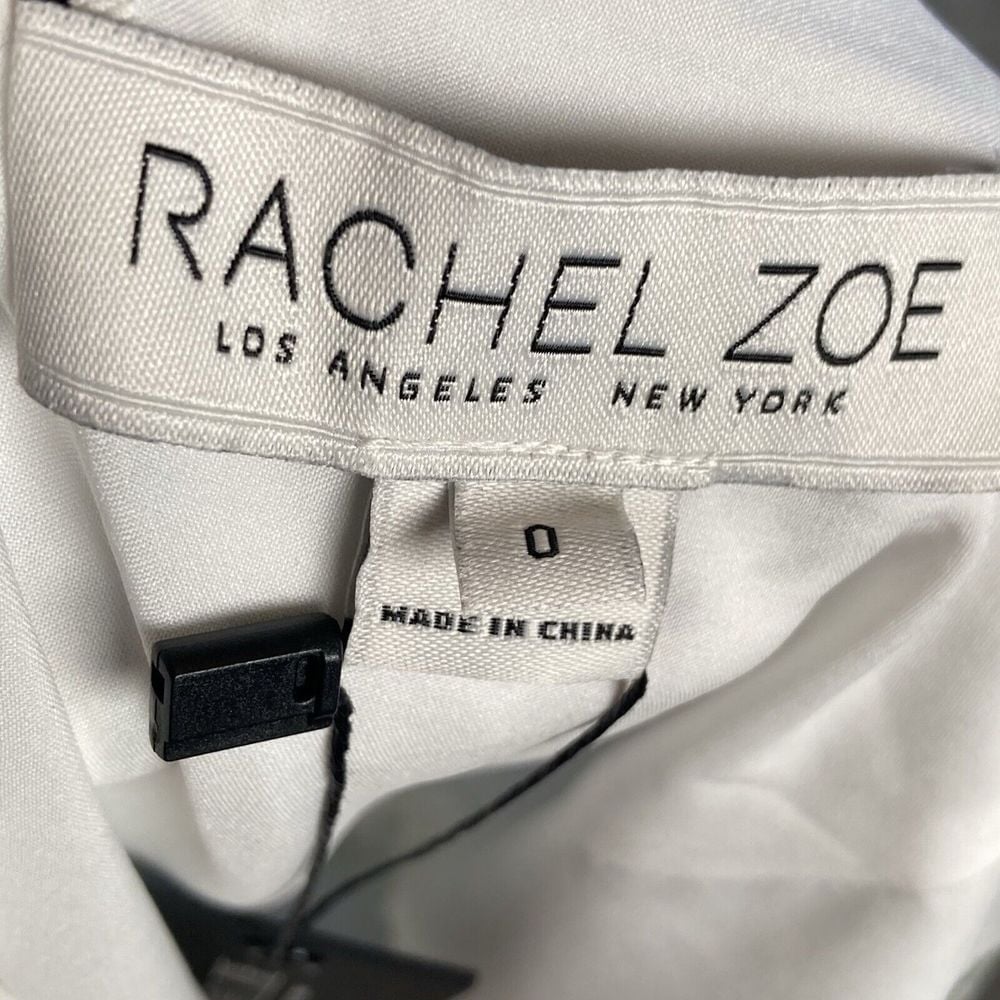 RACHEL ZOE
LOS ANGELES NEW YORK
0
MADE IN CHINA